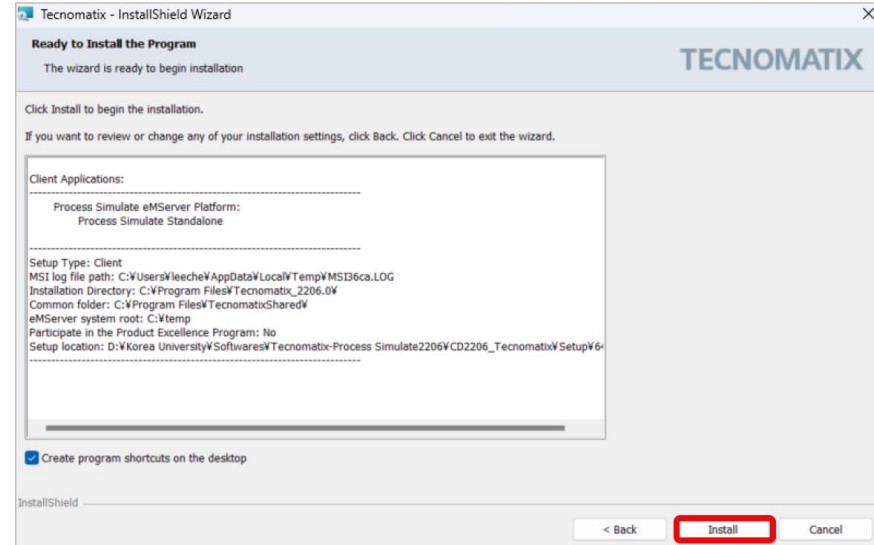 Tecnomatix - InstallShield Wizard
Ready to Install the Program
The wizard is ready to begin installation
TECNOMATIX
Click Install to begin the installation.
If you want to review or change any of your installation settings, click Back. Click Cancel to exit the wizard.
Client Applications:
--------------------------------------------------------------------------------
Process Simulate eMServer Platform:
Process Simulate Standalone
--------------------------------------------------------------------------------
Setup Type: Client
MSI log file path: C:¥Users¥leeche¥AppData¥Local¥Temp¥MSI36ca.LOG
Installation Directory: C:¥Program Files¥Tecnomatix_2206.0¥
Common folder: C:¥Program Files¥TecnomatixShared¥
eMServer system root: C:¥temp
Participate in the Product Excellence Program: No
Setup location: D:¥Korea University¥Softwares¥Tecnomatix-Process Simulate2206¥CD2206_Tecnomatix¥Setup¥64
--------------------------------------------------------------------------------
Create program shortcuts on the desktop
InstallShield
< Back Install Cancel